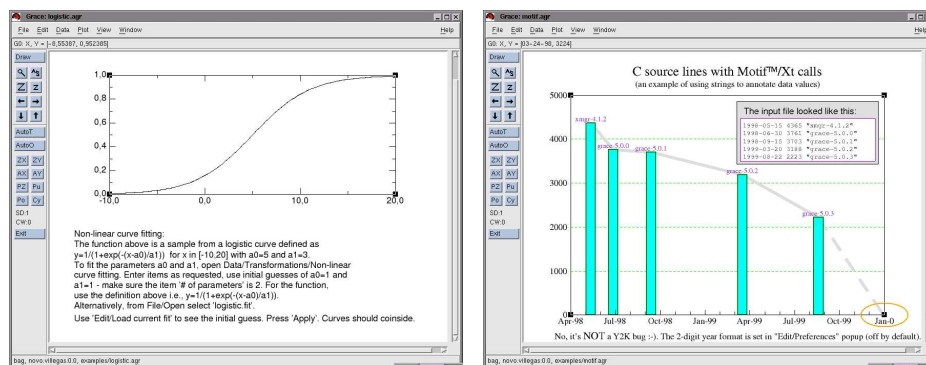 Grace: logistic.agr
File Edit Data Plot View Window Help
G0: X, Y = [-8,55387, 0,952385]
Draw
AS
Z z
AutoT
AutoO
ZX ZY
AX AY
PZ Pu
Po Cy
SD:1
CW:0
Exit
1,0
0,8
0,6
0,4
0,2
0,0
-10,0 0,0 10,0 20,0
Non-linear curve fitting:
The function above is a sample from a logistic curve defined as
y=1/(1+exp(-(x-a0)/a1)) for x in [-10,20] with a0=5 and a1=3.
To fit the parameters a0 and a1, open Data/Transformations/Non-linear
curve fitting. Enter items as requested, use initial guesses of a0=1 and
a1=1 - make sure the item '# of parameters' is 2. For the function,
use the definition above i.e., y=1/(1+exp(-(x-a0)/a1)).
Alternatively, from File/Open select 'logistic.fit'.
Use 'Edit/Load current fit' to see the initial guess. Press 'Apply'. Curves should coinside.
bag, novo.villegas:0.0, examples/logistic.agr
Grace: motif.agr
File Edit Data Plot View Window Help
G0: X, Y = [03-24-98, 3224]
Draw
AS
Z z
AutoT
AutoO
ZX ZY
AX AY
PZ Pu
Po Cy
SD:1
CW:0
Exit
C source lines with Motif™/Xt calls
(an example of using strings to annotate data values)
5000
4000
3000
2000
1000
0
The input file looked like this:
1998-05-15 4365 "xmgr-4.1.2"
1998-06-30 3761 "grace-5.0.0"
1998-09-15 3703 "grace-5.0.1"
1999-03-20 3188 "grace-5.0.2"
1999-08-22 2223 "grace-5.0.3"
xmgr-4.1.2
grace-5.0.0
grace-5.0.1
grace-5.0.2
grace-5.0.3
Apr-98 Jul-98 Oct-98 Apr-99 Jul-99 Oct-99 Jan-0
No, it's NOT a Y2K bug :-). The 2-digit year format is set in "Edit/Preferences" popup (off by default).
bag, novo.villegas:0.0, examples/motif.agr